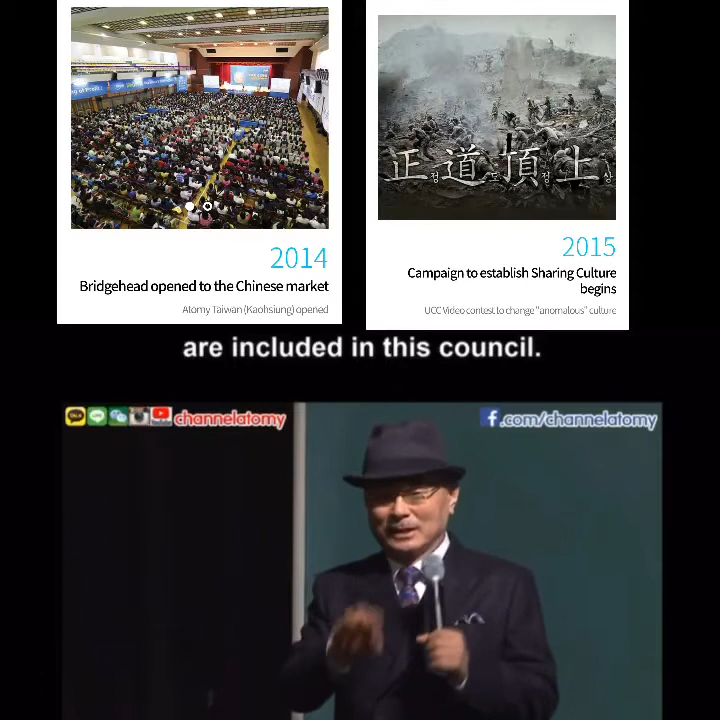 2014
Bridgehead opened to the Chinese market
Atomy Taiwan (Kaohsiung) opened
正정道도頂정上상
2015
Campaign to establish Sharing Culture
begins
UCC Video contest to change "anomalous" culture
are included in this council.
TALK LINE channelatomy
f.com/channelatomy